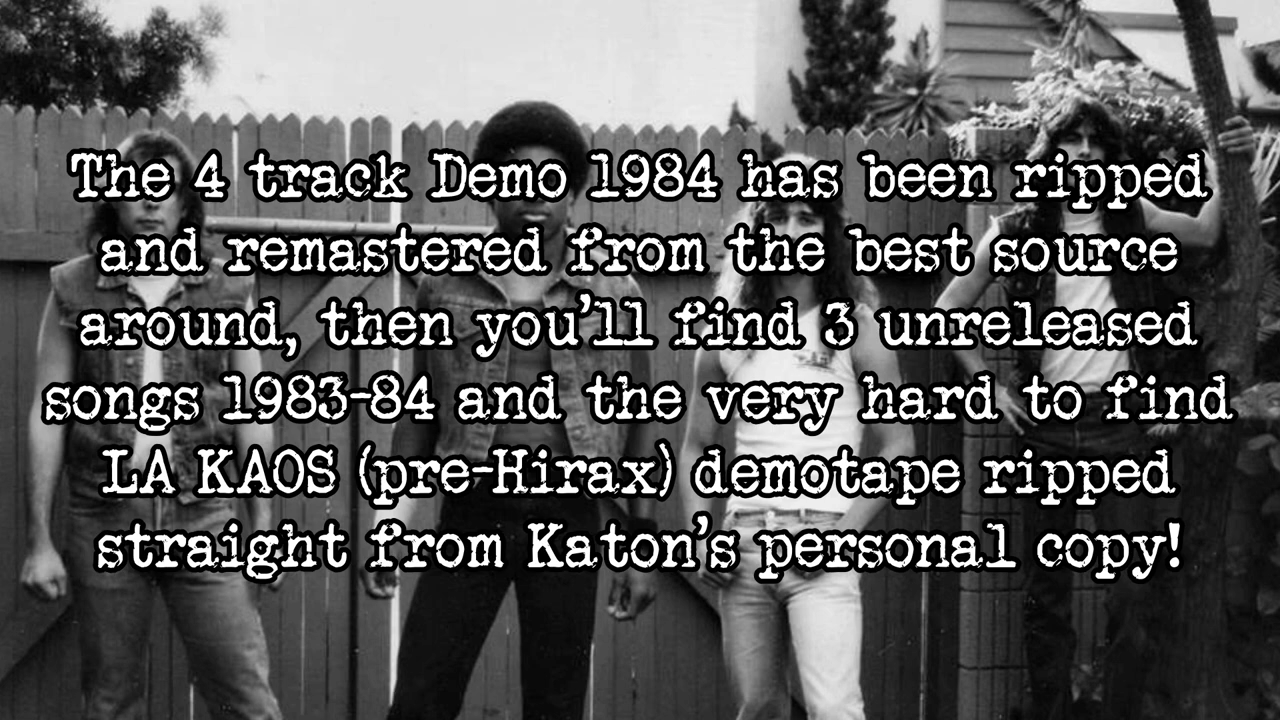 The 4 track Demo 1984 has been ripped
and remastered from the best source
around, then you'll find 3 unreleased
songs 1983-84 and the very hard to find
LA KAOS (pre-Hirax) demotape ripped
straight from Katon's personal copy!